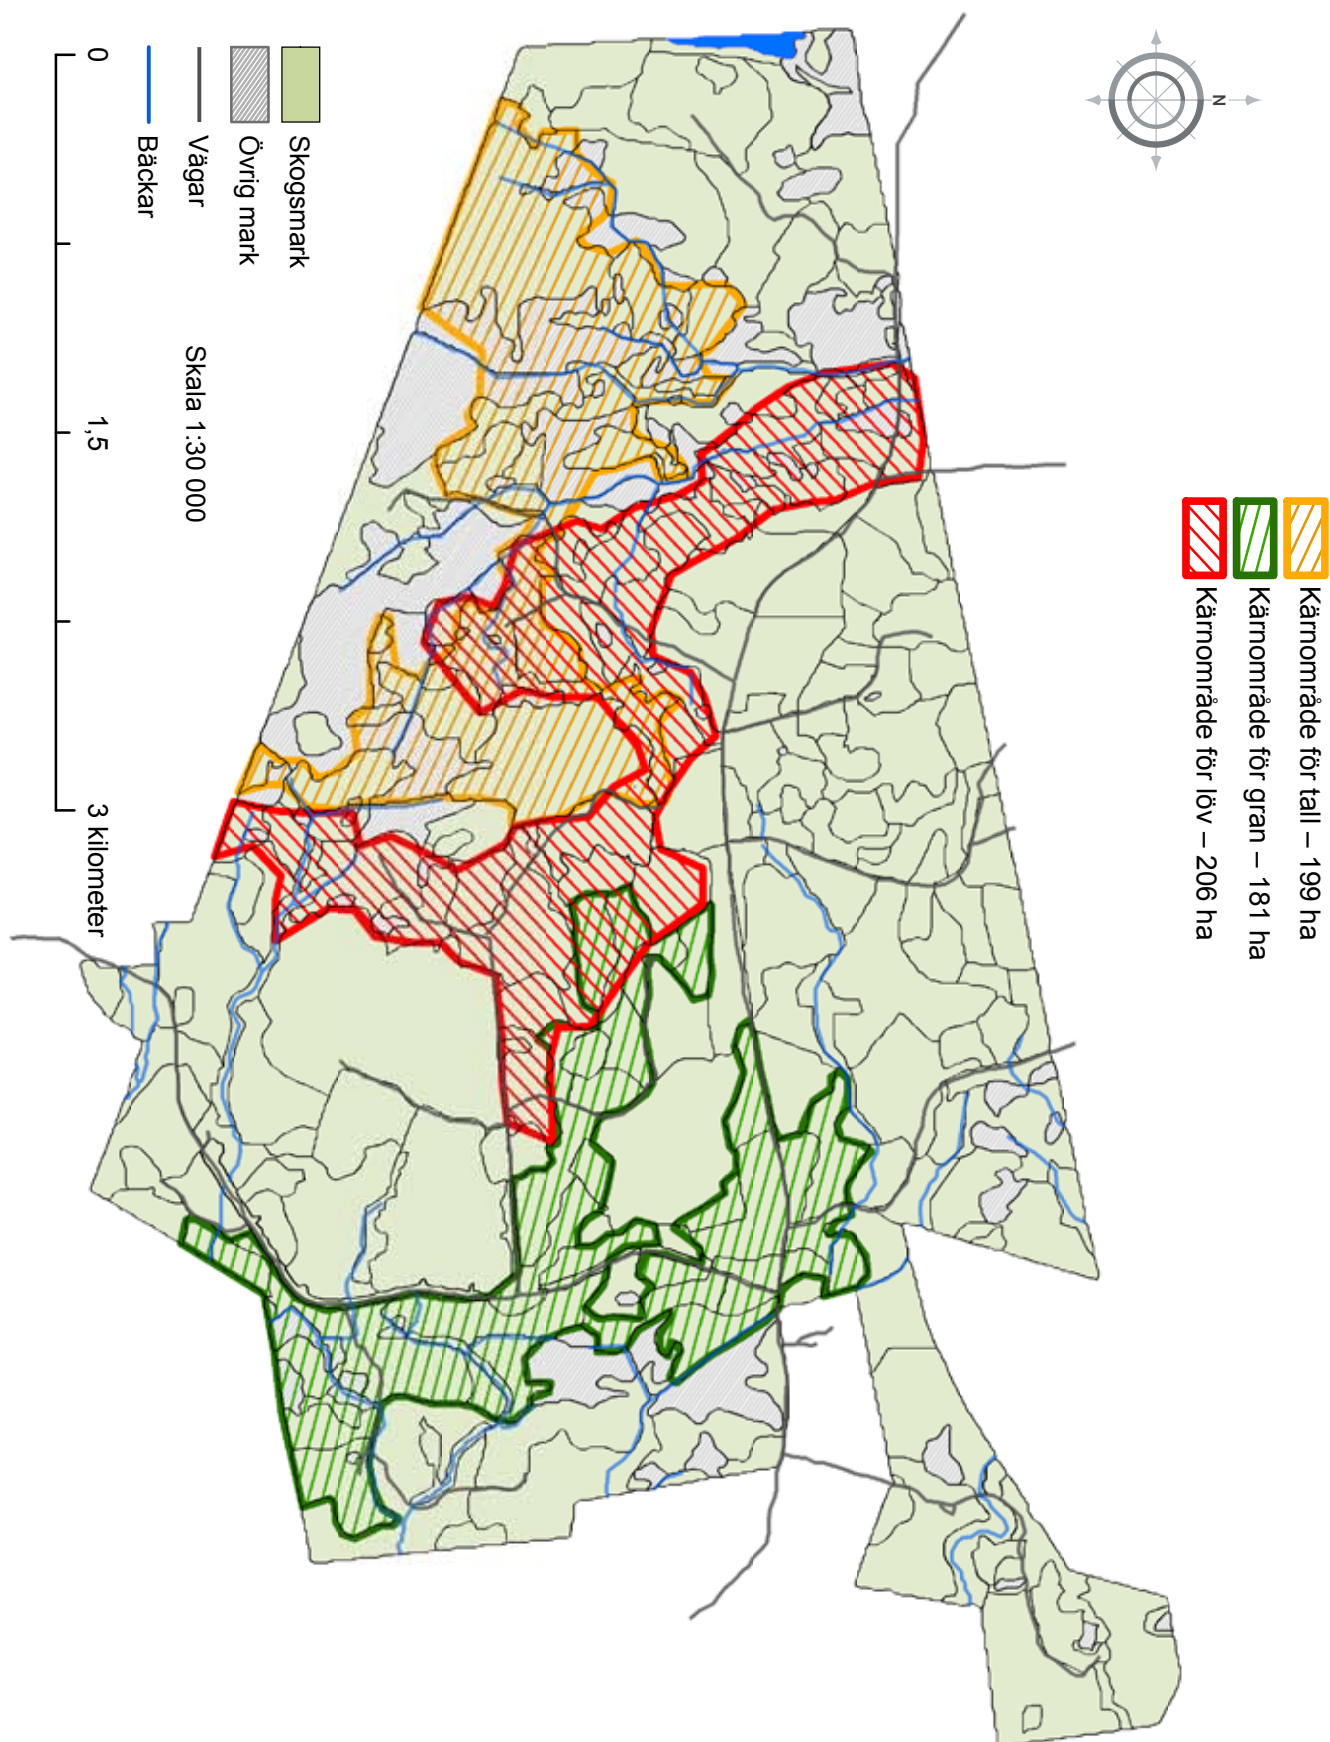 N
Kärnområde för tall – 199 ha
Kärnområde för gran – 181 ha
Kärnområde för löv – 206 ha
Skogsmark
Övrig mark
Vägar
Bäckar
Skala 1:30 000
0
1,5
3 kilometer